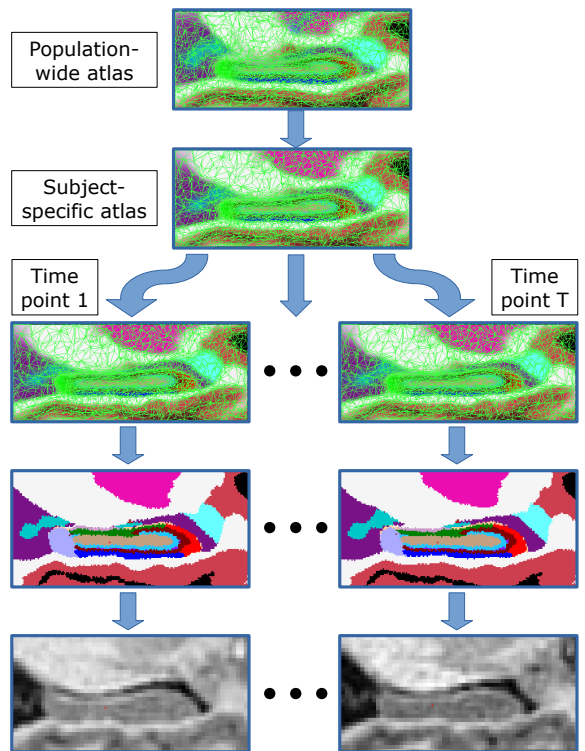 Population-
wide atlas
Subject-
specific atlas
Time
point 1
Time
point T